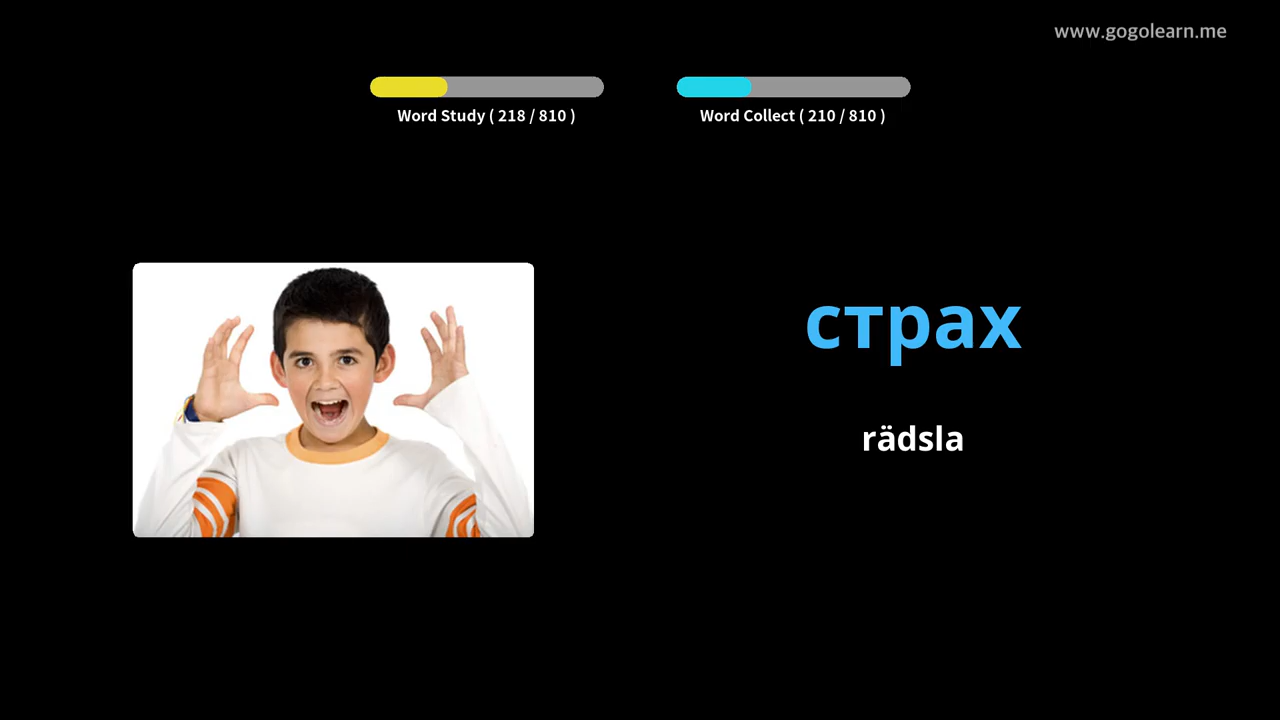 www.gogolearn.me
Word Study ( 218 / 810 )
Word Collect ( 210 / 810 )
страх
rädsla